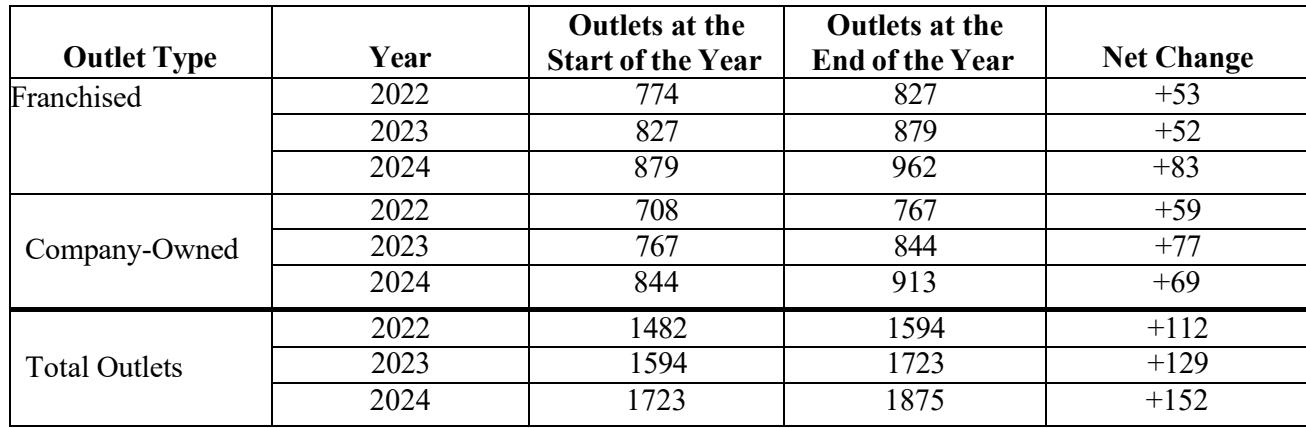 Outlet Type Year Outlets at the Start of the Year Outlets at the End of the Year Net Change
Franchised 2022 774 827 +53
2023 827 879 +52
2024 879 962 +83
Company-Owned 2022 708 767 +59
2023 767 844 +77
2024 844 913 +69
Total Outlets 2022 1482 1594 +112
2023 1594 1723 +129
2024 1723 1875 +152